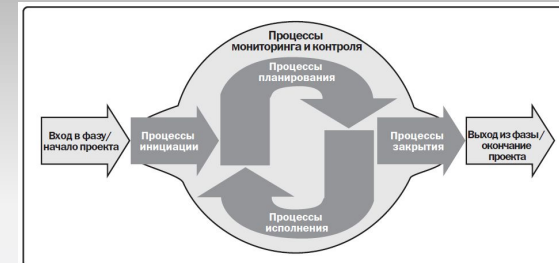 Процессы
мониторинга и контроля
Процессы
планирования
Вход в фазу/
начало проекта
Процессы
инициации
Процессы
закрытия
Выход из фазы/
окончание
проекта
Процессы
исполнения